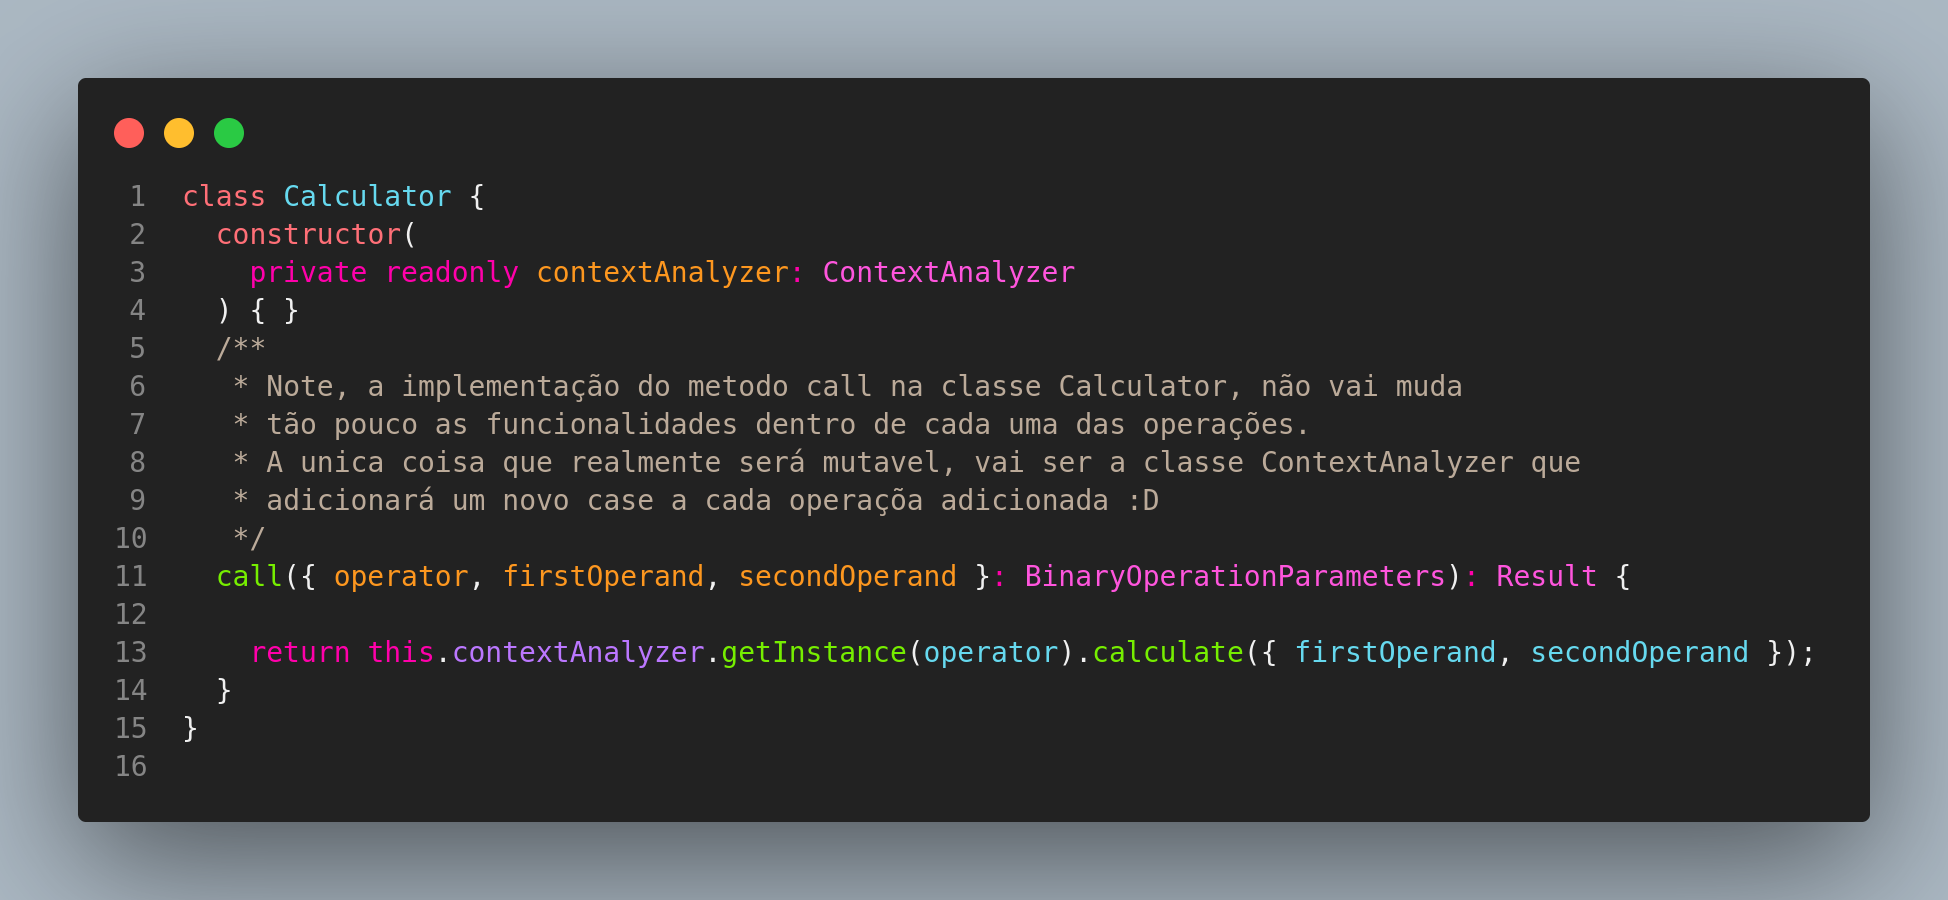 1 class Calculator {
2   constructor(
3     private readonly contextAnalyzer: ContextAnalyzer
4   ) { }
5   /**
6    * Note, a implementação do metodo call na classe Calculator, não vai muda
7    * tão pouco as funcionalidades dentro de cada uma das operações.
8    * A unica coisa que realmente será mutavel, vai ser a classe ContextAnalyzer que
9    * adicionará um novo case a cada operaçõa adicionada :D
10    */
11   call({ operator, firstOperand, secondOperand }: BinaryOperationParameters): Result {
12
13     return this.contextAnalyzer.getInstance(operator).calculate({ firstOperand, secondOperand });
14   }
15 }
16